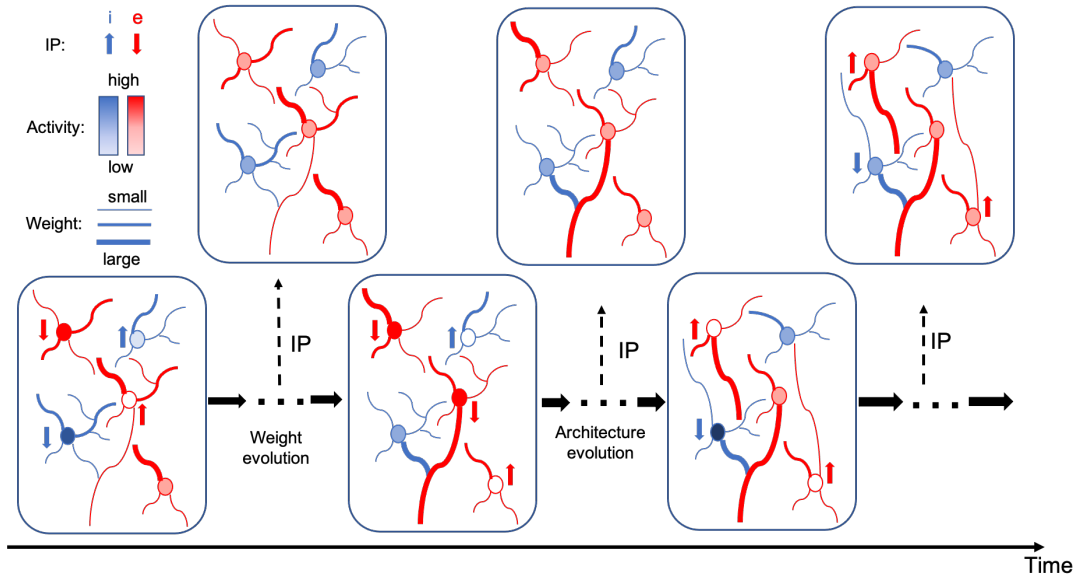 i e
IP:
high
Activity:
low
small
Weight:
large
IP
IP
IP
Weight
evolution
Architecture
evolution
Time